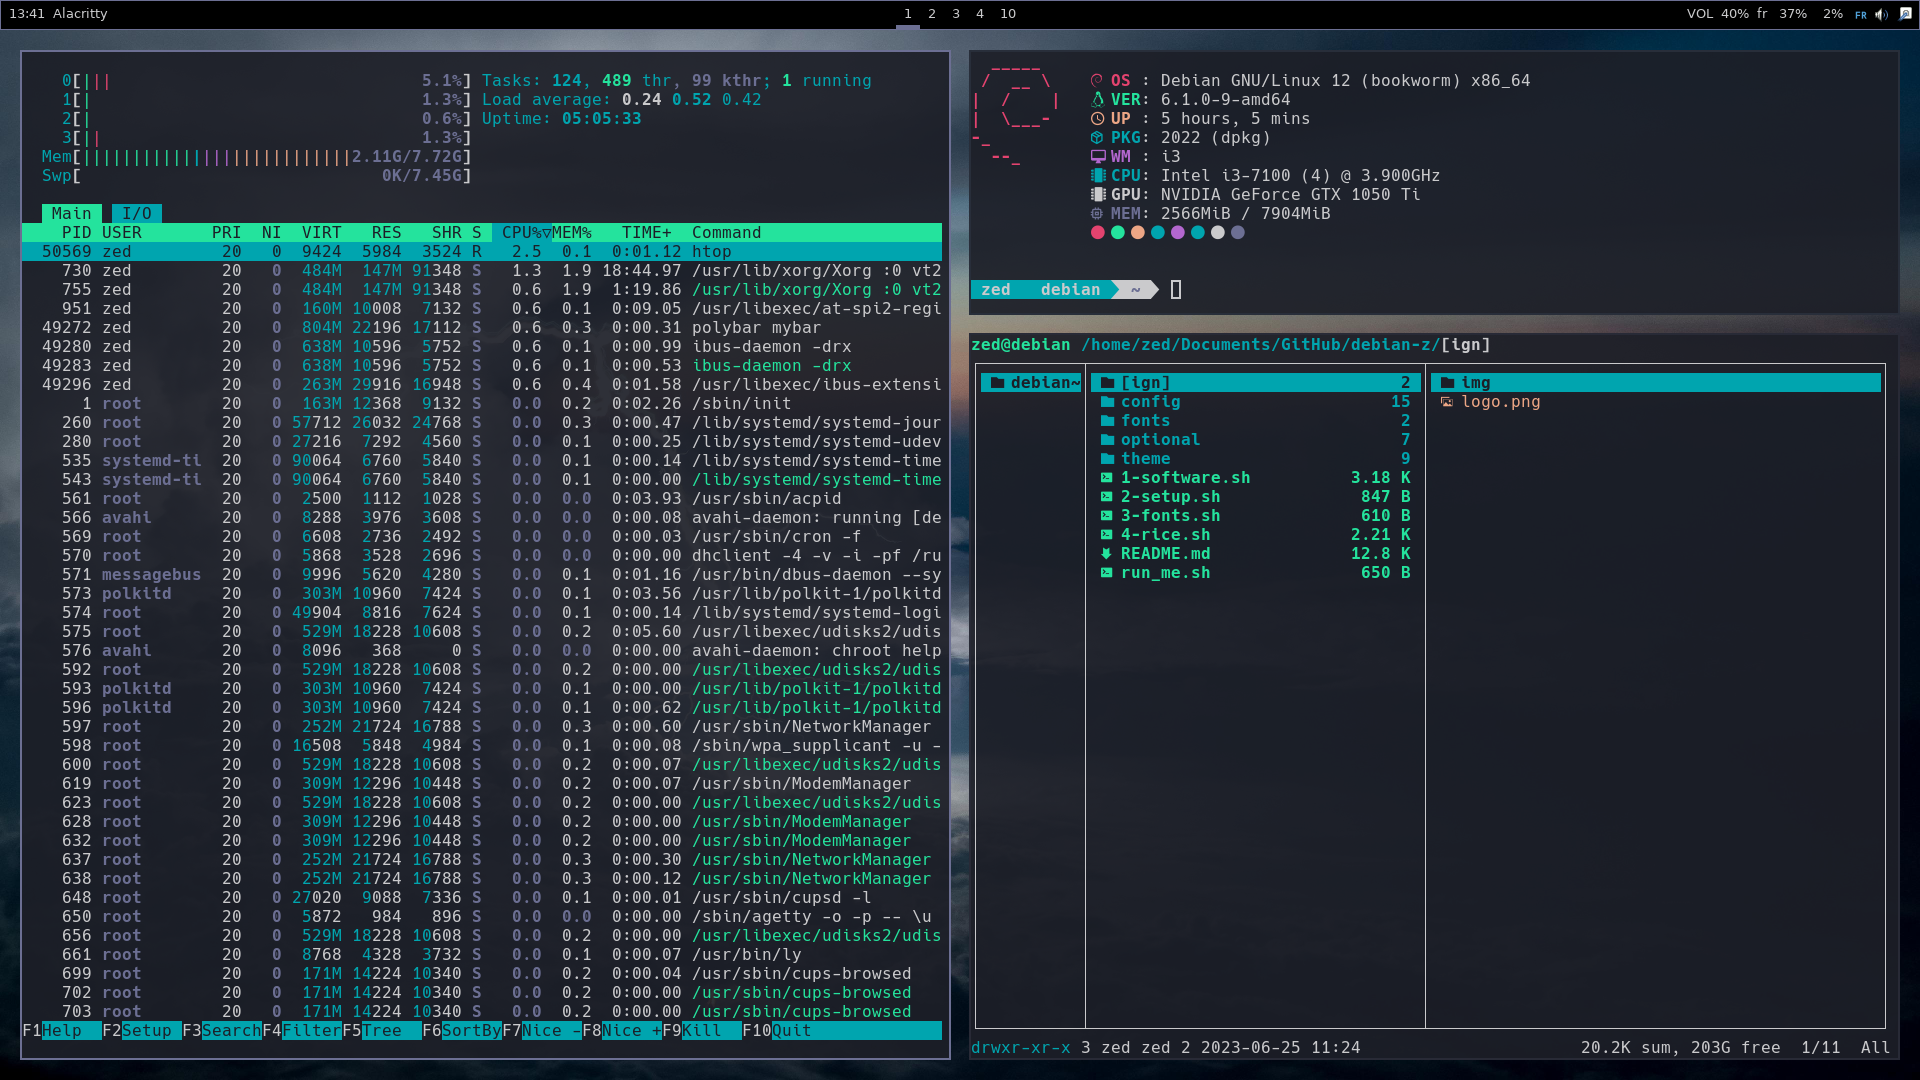 13:41 Alacritty
1 2 3 4 10
VOL 40% fr 37% 2% FR
0[||| 5.1%] Tasks: 124, 489 thr, 99 kthr; 1 running
1[| 1.3%] Load average: 0.24 0.52 0.42
2[| 0.6%] Uptime: 05:05:33
3[|| 1.3%]
Mem[|||||||||||||||||||||||||||2.11G/7.72G]
Swp[ 0K/7.45G]
Main I/O
PID USER PRI NI VIRT RES SHR S CPU%▽MEM% TIME+ Command
50569 zed 20 0 9424 5984 3524 R 2.5 0.1 0:01.12 htop
730 zed 20 0 484M 147M 91348 S 1.3 1.9 18:44.97 /usr/lib/xorg/Xorg :0 vt2
755 zed 20 0 484M 147M 91348 S 0.6 1.9 1:19.86 /usr/lib/xorg/Xorg :0 vt2
951 zed 20 0 160M 10008 7132 S 0.6 0.1 0:09.05 /usr/libexec/at-spi2-regi
49272 zed 20 0 804M 22196 17112 S 0.6 0.3 0:00.31 polybar mybar
49280 zed 20 0 638M 10596 5752 S 0.6 0.1 0:00.99 ibus-daemon -drx
49283 zed 20 0 638M 10596 5752 S 0.6 0.1 0:00.53 ibus-daemon -drx
49296 zed 20 0 263M 29916 16948 S 0.6 0.4 0:01.58 /usr/libexec/ibus-extensi
1 root 20 0 163M 12368 9132 S 0.0 0.2 0:02.26 /sbin/init
260 root 20 0 57712 26032 24768 S 0.0 0.3 0:00.47 /lib/systemd/systemd-jour
280 root 20 0 27216 7292 4560 S 0.0 0.1 0:00.25 /lib/systemd/systemd-udev
535 systemd-ti 20 0 90064 6760 5840 S 0.0 0.1 0:00.14 /lib/systemd/systemd-time
543 systemd-ti 20 0 90064 6760 5840 S 0.0 0.1 0:00.00 /lib/systemd/systemd-time
561 root 20 0 2500 1112 1028 S 0.0 0.0 0:03.93 /usr/sbin/acpid
566 avahi 20 0 8288 3976 3608 S 0.0 0.0 0:00.08 avahi-daemon: running [de
569 root 20 0 6608 2736 2492 S 0.0 0.0 0:00.03 /usr/sbin/cron -f
570 root 20 0 5868 3528 2696 S 0.0 0.0 0:00.00 dhclient -4 -v -i -pf /ru
571 messagebus 20 0 9996 5620 4280 S 0.0 0.1 0:01.16 /usr/bin/dbus-daemon --sy
573 polkitd 20 0 303M 10960 7424 S 0.0 0.1 0:03.56 /usr/lib/polkit-1/polkitd
574 root 20 0 49904 8816 7624 S 0.0 0.1 0:00.14 /lib/systemd/systemd-logi
575 root 20 0 529M 18228 10608 S 0.0 0.2 0:05.60 /usr/libexec/udisks2/udis
576 avahi 20 0 8096 368 0 S 0.0 0.0 0:00.00 avahi-daemon: chroot help
592 root 20 0 529M 18228 10608 S 0.0 0.2 0:00.00 /usr/libexec/udisks2/udis
593 polkitd 20 0 303M 10960 7424 S 0.0 0.1 0:00.00 /usr/lib/polkit-1/polkitd
596 polkitd 20 0 303M 10960 7424 S 0.0 0.1 0:00.62 /usr/lib/polkit-1/polkitd
597 root 20 0 252M 21724 16788 S 0.0 0.3 0:00.60 /usr/sbin/NetworkManager
598 root 20 0 16508 5848 4984 S 0.0 0.1 0:00.08 /sbin/wpa_supplicant -u -
600 root 20 0 529M 18228 10608 S 0.0 0.2 0:00.07 /usr/libexec/udisks2/udis
619 root 20 0 309M 12296 10448 S 0.0 0.2 0:00.07 /usr/sbin/ModemManager
623 root 20 0 529M 18228 10608 S 0.0 0.2 0:00.00 /usr/libexec/udisks2/udis
628 root 20 0 309M 12296 10448 S 0.0 0.2 0:00.00 /usr/sbin/ModemManager
632 root 20 0 309M 12296 10448 S 0.0 0.2 0:00.00 /usr/sbin/ModemManager
637 root 20 0 252M 21724 16788 S 0.0 0.3 0:00.30 /usr/sbin/NetworkManager
638 root 20 0 252M 21724 16788 S 0.0 0.3 0:00.12 /usr/sbin/NetworkManager
648 root 20 0 27020 9088 7336 S 0.0 0.1 0:00.01 /usr/sbin/cupsd -l
650 root 20 0 5872 984 896 S 0.0 0.0 0:00.00 /sbin/agetty -o -p -- \u
656 root 20 0 529M 18228 10608 S 0.0 0.2 0:00.00 /usr/libexec/udisks2/udis
661 root 20 0 8768 4328 3732 S 0.0 0.1 0:00.07 /usr/bin/ly
699 root 20 0 171M 14224 10340 S 0.0 0.2 0:00.04 /usr/sbin/cups-browsed
702 root 20 0 171M 14224 10340 S 0.0 0.2 0:00.00 /usr/sbin/cups-browsed
703 root 20 0 171M 14224 10340 S 0.0 0.2 0:00.00 /usr/sbin/cups-browsed
F1Help F2Setup F3SearchF4FilterF5Tree F6SortByF7Nice -F8Nice +F9Kill F10Quit
OS : Debian GNU/Linux 12 (bookworm) x86_64
VER: 6.1.0-9-amd64
UP : 5 hours, 5 mins
PKG: 2022 (dpkg)
WM : i3
CPU: Intel i3-7100 (4) @ 3.900GHz
GPU: NVIDIA GeForce GTX 1050 Ti
MEM: 2566MiB / 7904MiB
zed debian ~
zed@debian /home/zed/Documents/GitHub/debian-z/[ign]
debian~ [ign] 2 img
config 15 logo.png
fonts 2
optional 7
theme 9
1-software.sh 3.18 K
2-setup.sh 847 B
3-fonts.sh 610 B
4-rice.sh 2.21 K
README.md 12.8 K
run_me.sh 650 B
drwxr-xr-x 3 zed zed 2 2023-06-25 11:24 20.2K sum, 203G free 1/11 All